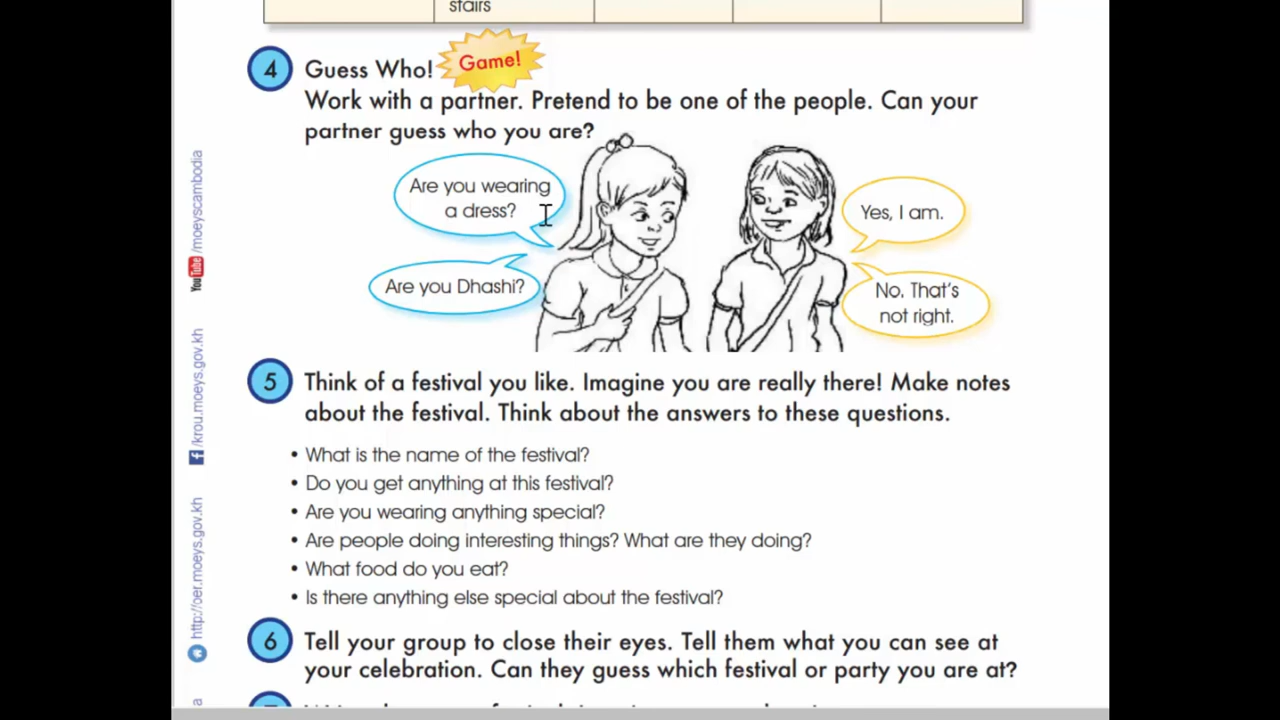 stairs
4 Guess Who! Game!
Work with a partner. Pretend to be one of the people. Can your
partner guess who you are?
Are you wearing
a dress?
Yes, I am.
Are you Dhashi?
No. That's
not right.
5 Think of a festival you like. Imagine you are really there! Make notes
about the festival. Think about the answers to these questions.
• What is the name of the festival?
• Do you get anything at this festival?
• Are you wearing anything special?
• Are people doing interesting things? What are they doing?
• What food do you eat?
• Is there anything else special about the festival?
6 Tell your group to close their eyes. Tell them what you can see at
your celebration. Can they guess which festival or party you are at?
YouTube /moeyscambodia
f /krou.moeys.gov.kh
http://oer.moeys.gov.kh